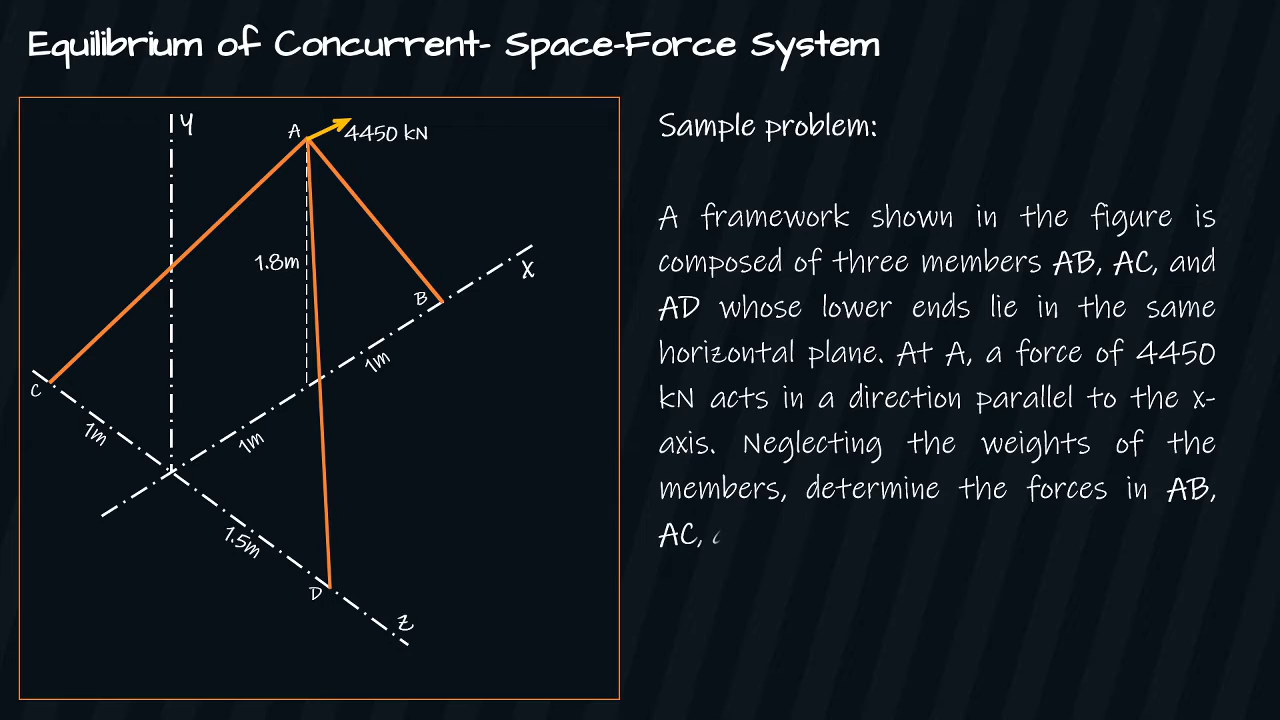 Equilibrium of Concurrent- Space-Force System
Y
A
4450 kN
1.8m
X
B
1m
C
1m
1m
1.5m
D
Z
Sample problem:
A framework shown in the figure is
composed of three members AB, AC, and
AD whose lower ends lie in the same
horizontal plane. At A, a force of 4450
kN acts in a direction parallel to the x-
axis. Neglecting the weights of the
members, determine the forces in AB,
AC,